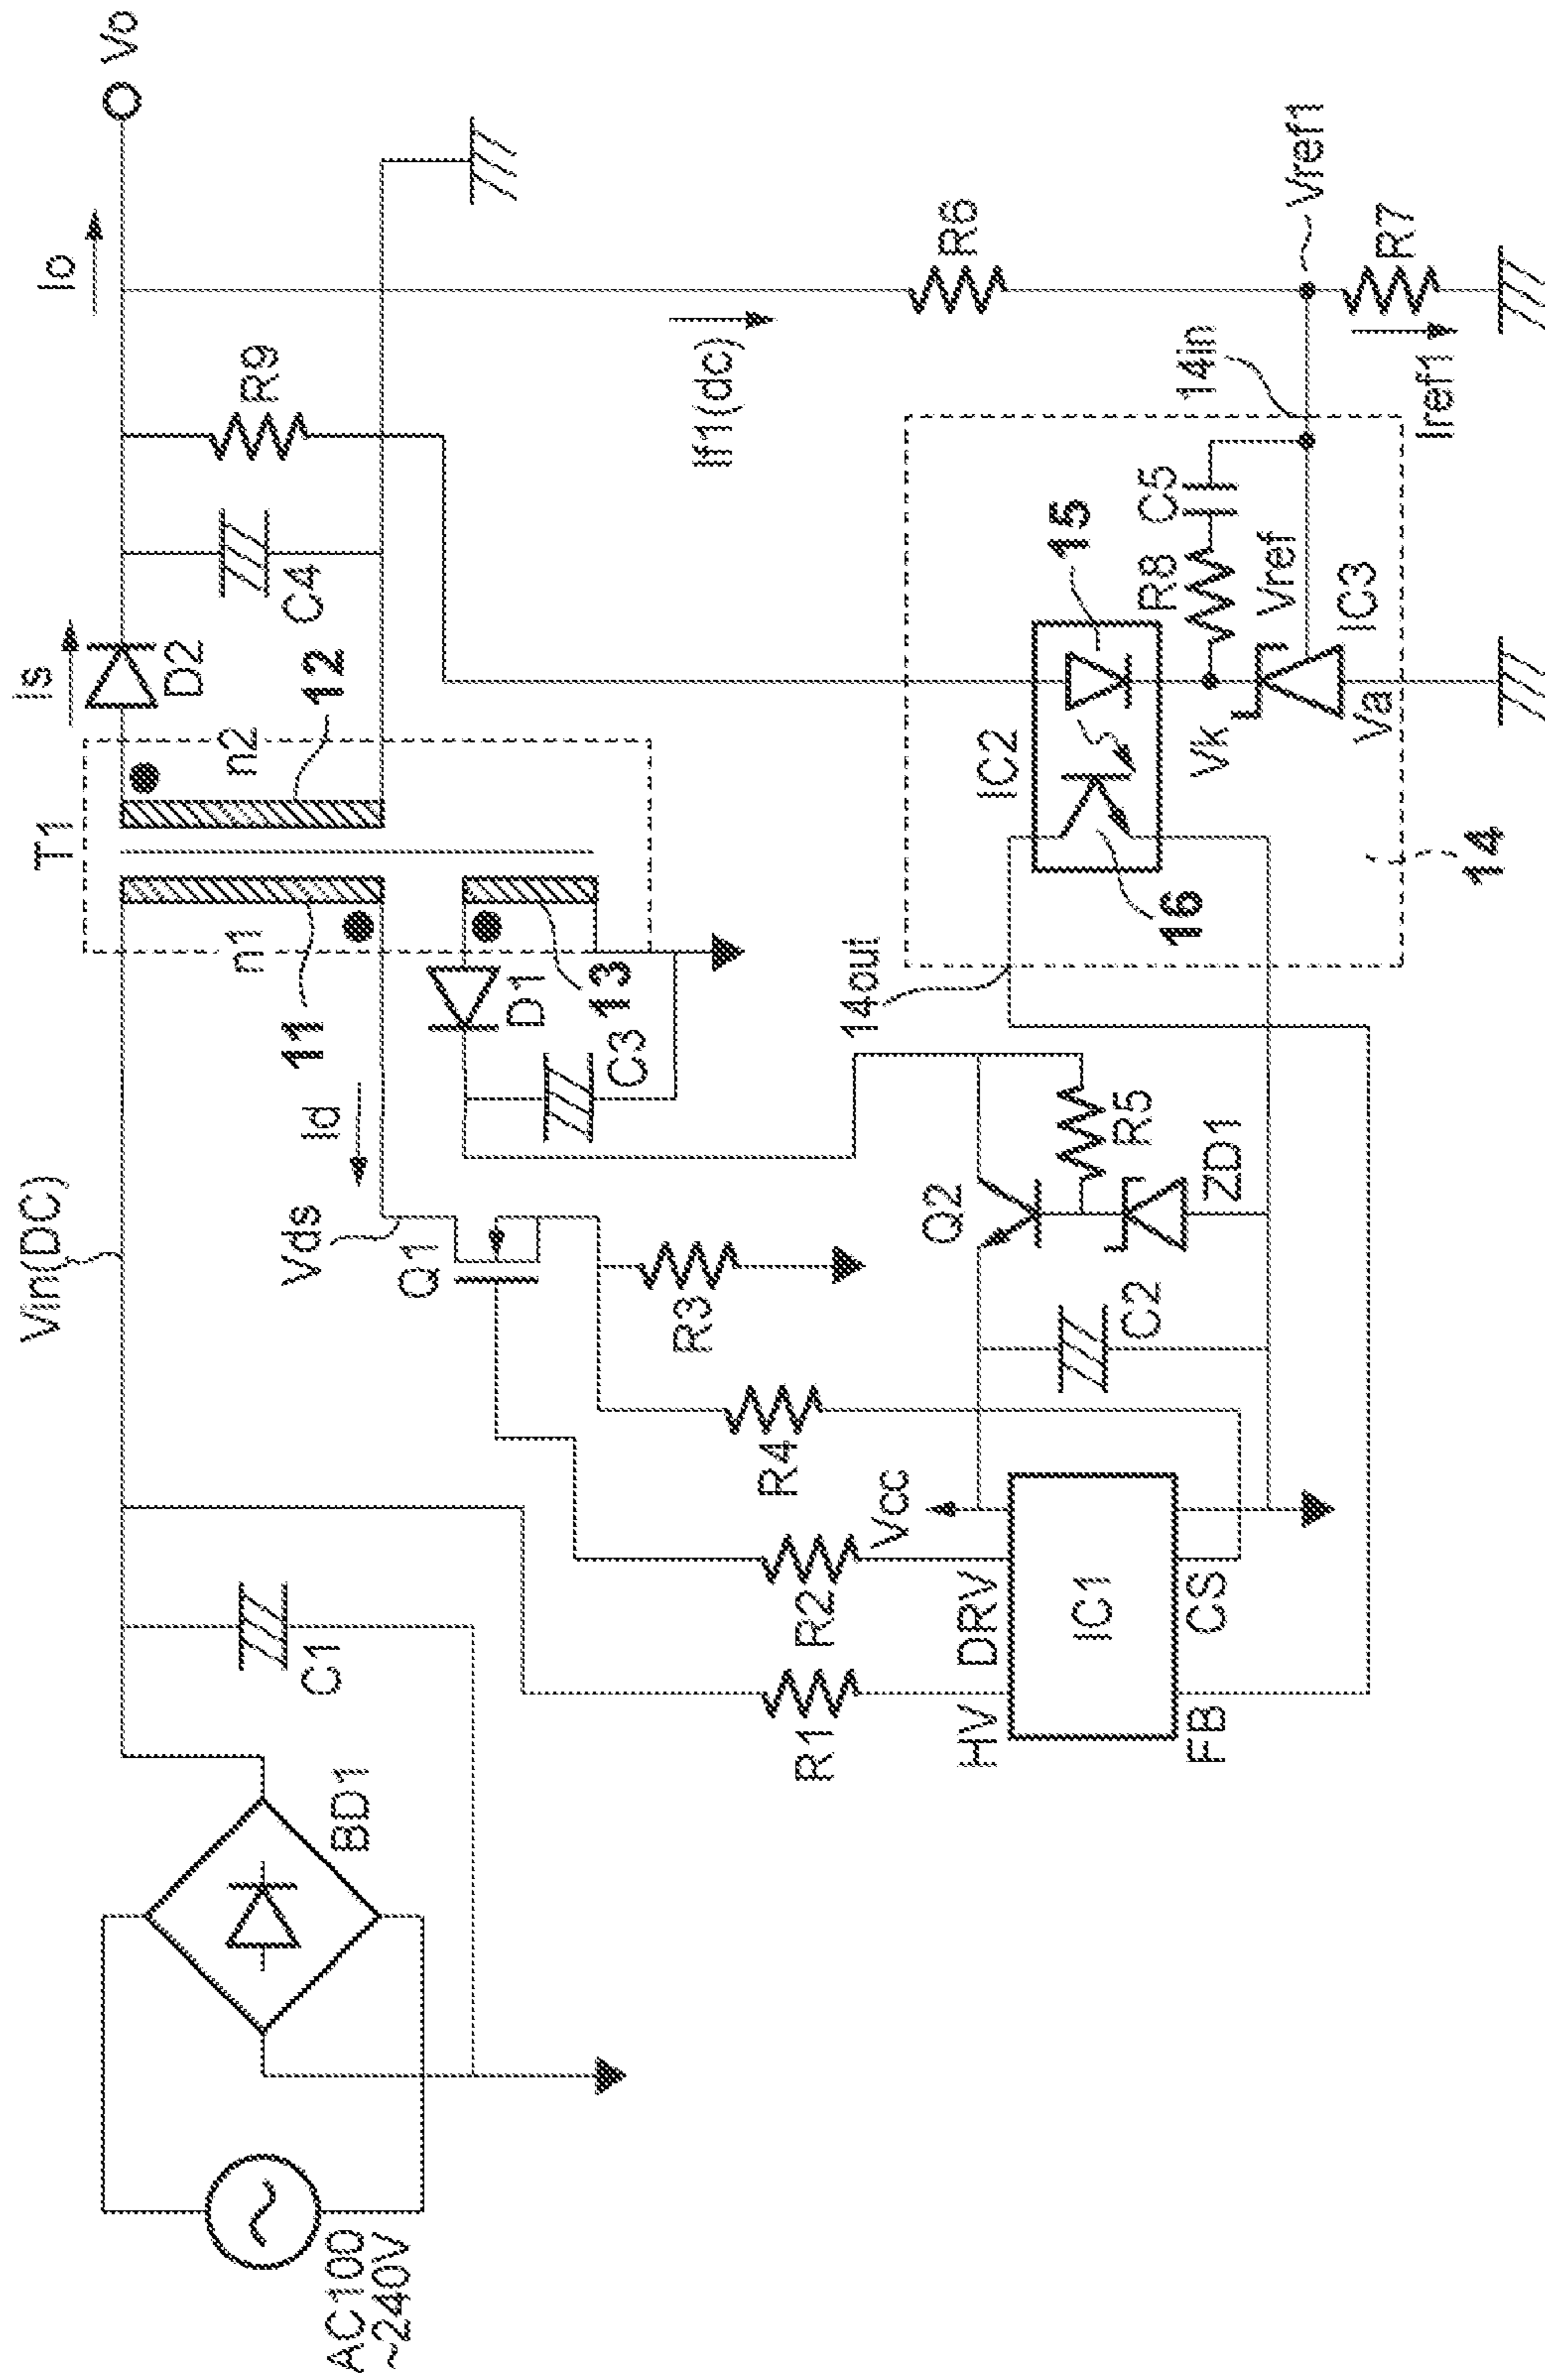 AC100
~240V
BD1
C1
Vin(DC)
Vds
Id
11
n1
T1
n2
12
Is
D2
C4
R9
Io
Vo
Q1
D1
13
C3
R3
R4
R1
R2
Vcc
HV
DRV
IC1
FB
CS
Q2
R5
ZD1
C2
14out
16
IC2
15
R8
C5
Vk
Vref
IC3
Va
14
14in
If1(dc)
R6
Vref1
R7
Iref1